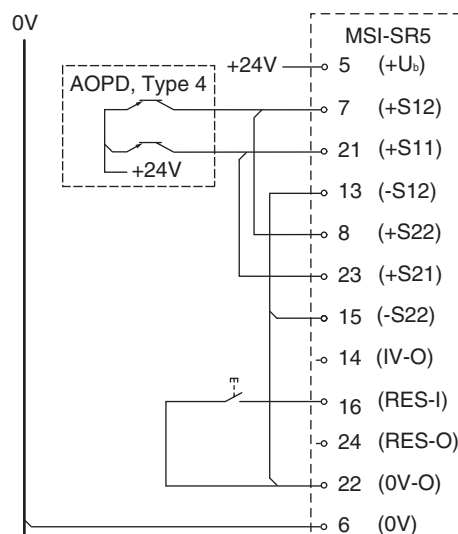 0V
MSI-SR5
+24V 5 (+Ub)
AOPD, Type 4
7 (+S12)
21 (+S11)
+24V
13 (-S12)
8 (+S22)
23 (+S21)
15 (-S22)
14 (IV-O)
16 (RES-I)
24 (RES-O)
22 (0V-O)
6 (0V)